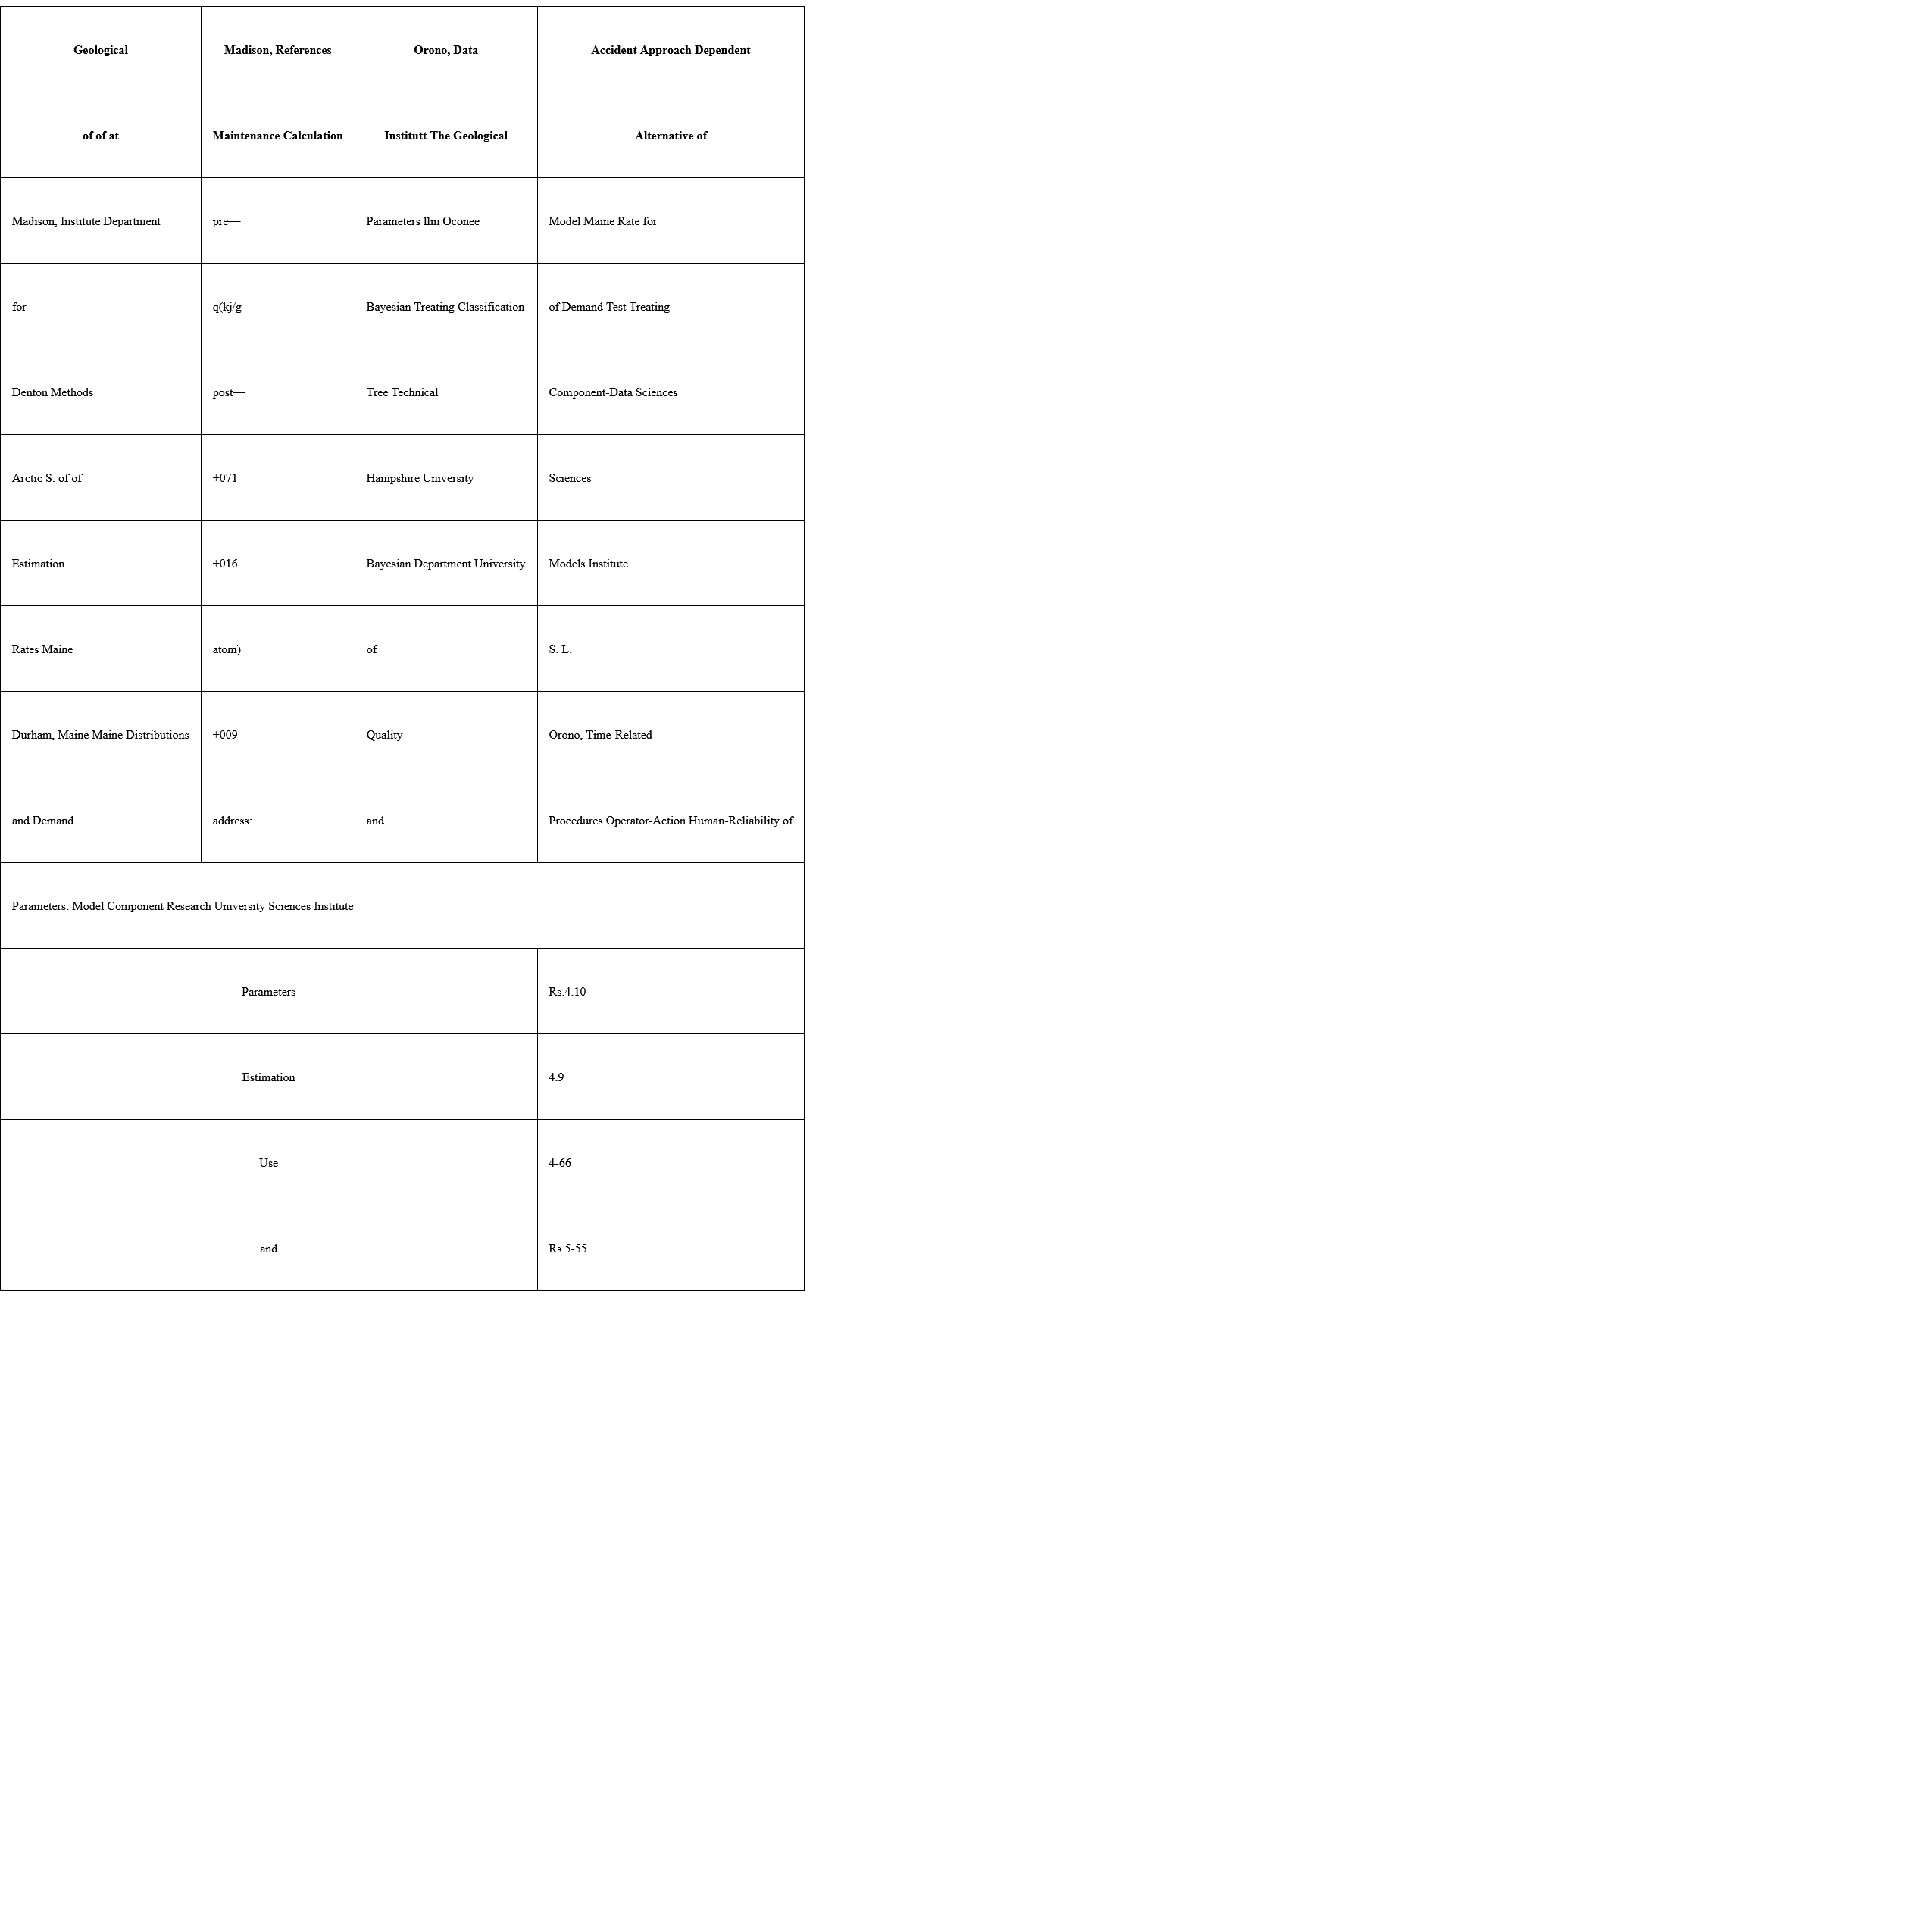 Geological Madison, References Orono, Data Accident Approach Dependent
of of at Maintenance Calculation Institutt The Geological Alternative of
Madison, Institute Department pre— Parameters llin Oconee Model Maine Rate for
for q(kj/g Bayesian Treating Classification of Demand Test Treating
Denton Methods post— Tree Technical Component-Data Sciences
Arctic S. of of +071 Hampshire University Sciences
Estimation +016 Bayesian Department University Models Institute
Rates Maine atom) of S. L.
Durham, Maine Maine Distributions +009 Quality Orono, Time-Related
and Demand address: and Procedures Operator-Action Human-Reliability of
Parameters: Model Component Research University Sciences Institute
Parameters Rs.4.10
Estimation 4.9
Use 4-66
and Rs.5-55